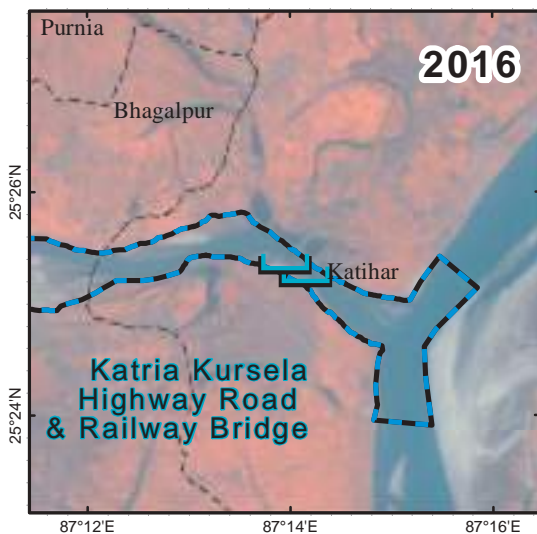 Purnia
2016
Bhagalpur
25°26'N
Katihar
Katria Kursela
Highway Road
& Railway Bridge
25°24'N
87°12'E
87°14'E
87°16'E